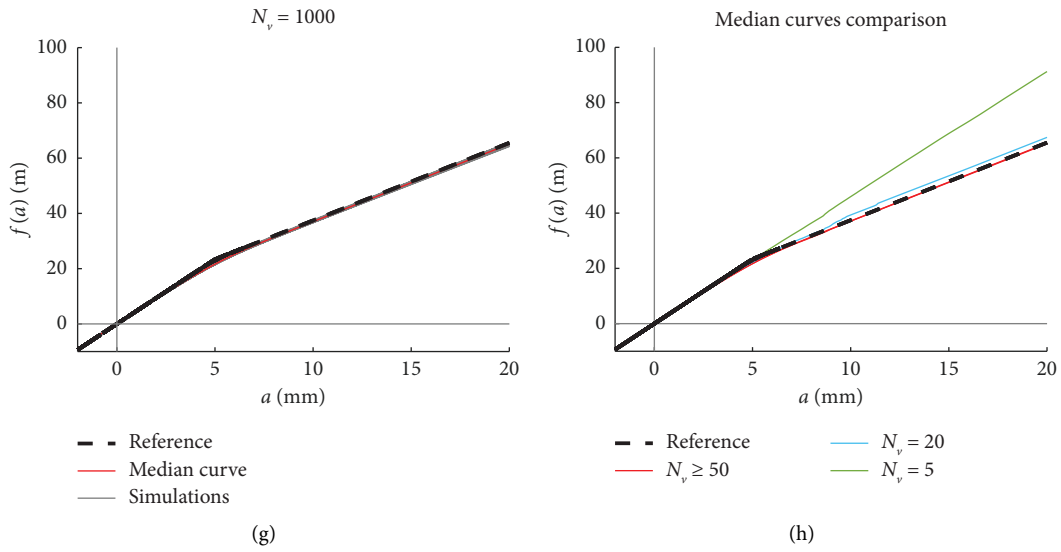 N_v = 1000
100
80
60
40
20
0
f (a) (m)
0
5
10
15
20
a (mm)
Reference
Median curve
Simulations
(g)
Median curves comparison
100
80
60
40
20
0
f (a) (m)
0
5
10
15
20
a (mm)
Reference
N_v ≥ 50
N_v = 20
N_v = 5
(h)